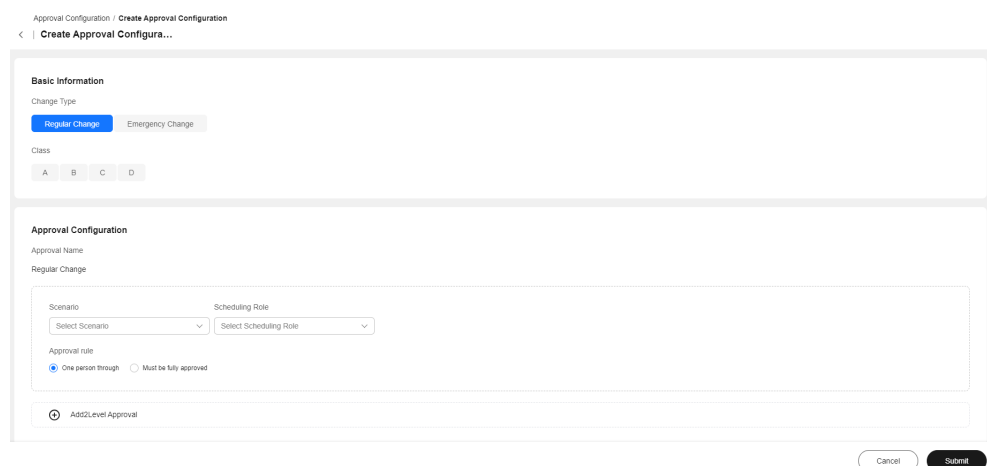 Approval Configuration / Create Approval Configuration
< | Create Approval Configura...
Basic Information
Change Type
Regular Change Emergency Change
Class
A B C D
Approval Configuration
Approval Name
Regular Change
Scenario Scheduling Role
Select Scenario Select Scheduling Role
Approval rule
One person through Must be fully approved
Add2Level Approval
Cancel Submit